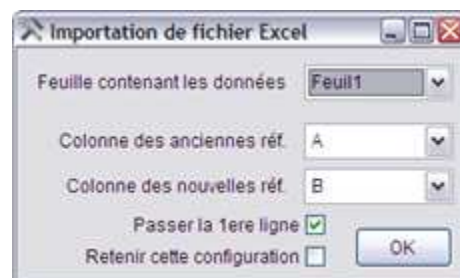 Importation de fichier Excel
Feuille contenant les données Feuil1
Colonne des anciennes réf. A
Colonne des nouvelles réf. B
Passer la 1ere ligne
Retenir cette configuration
OK